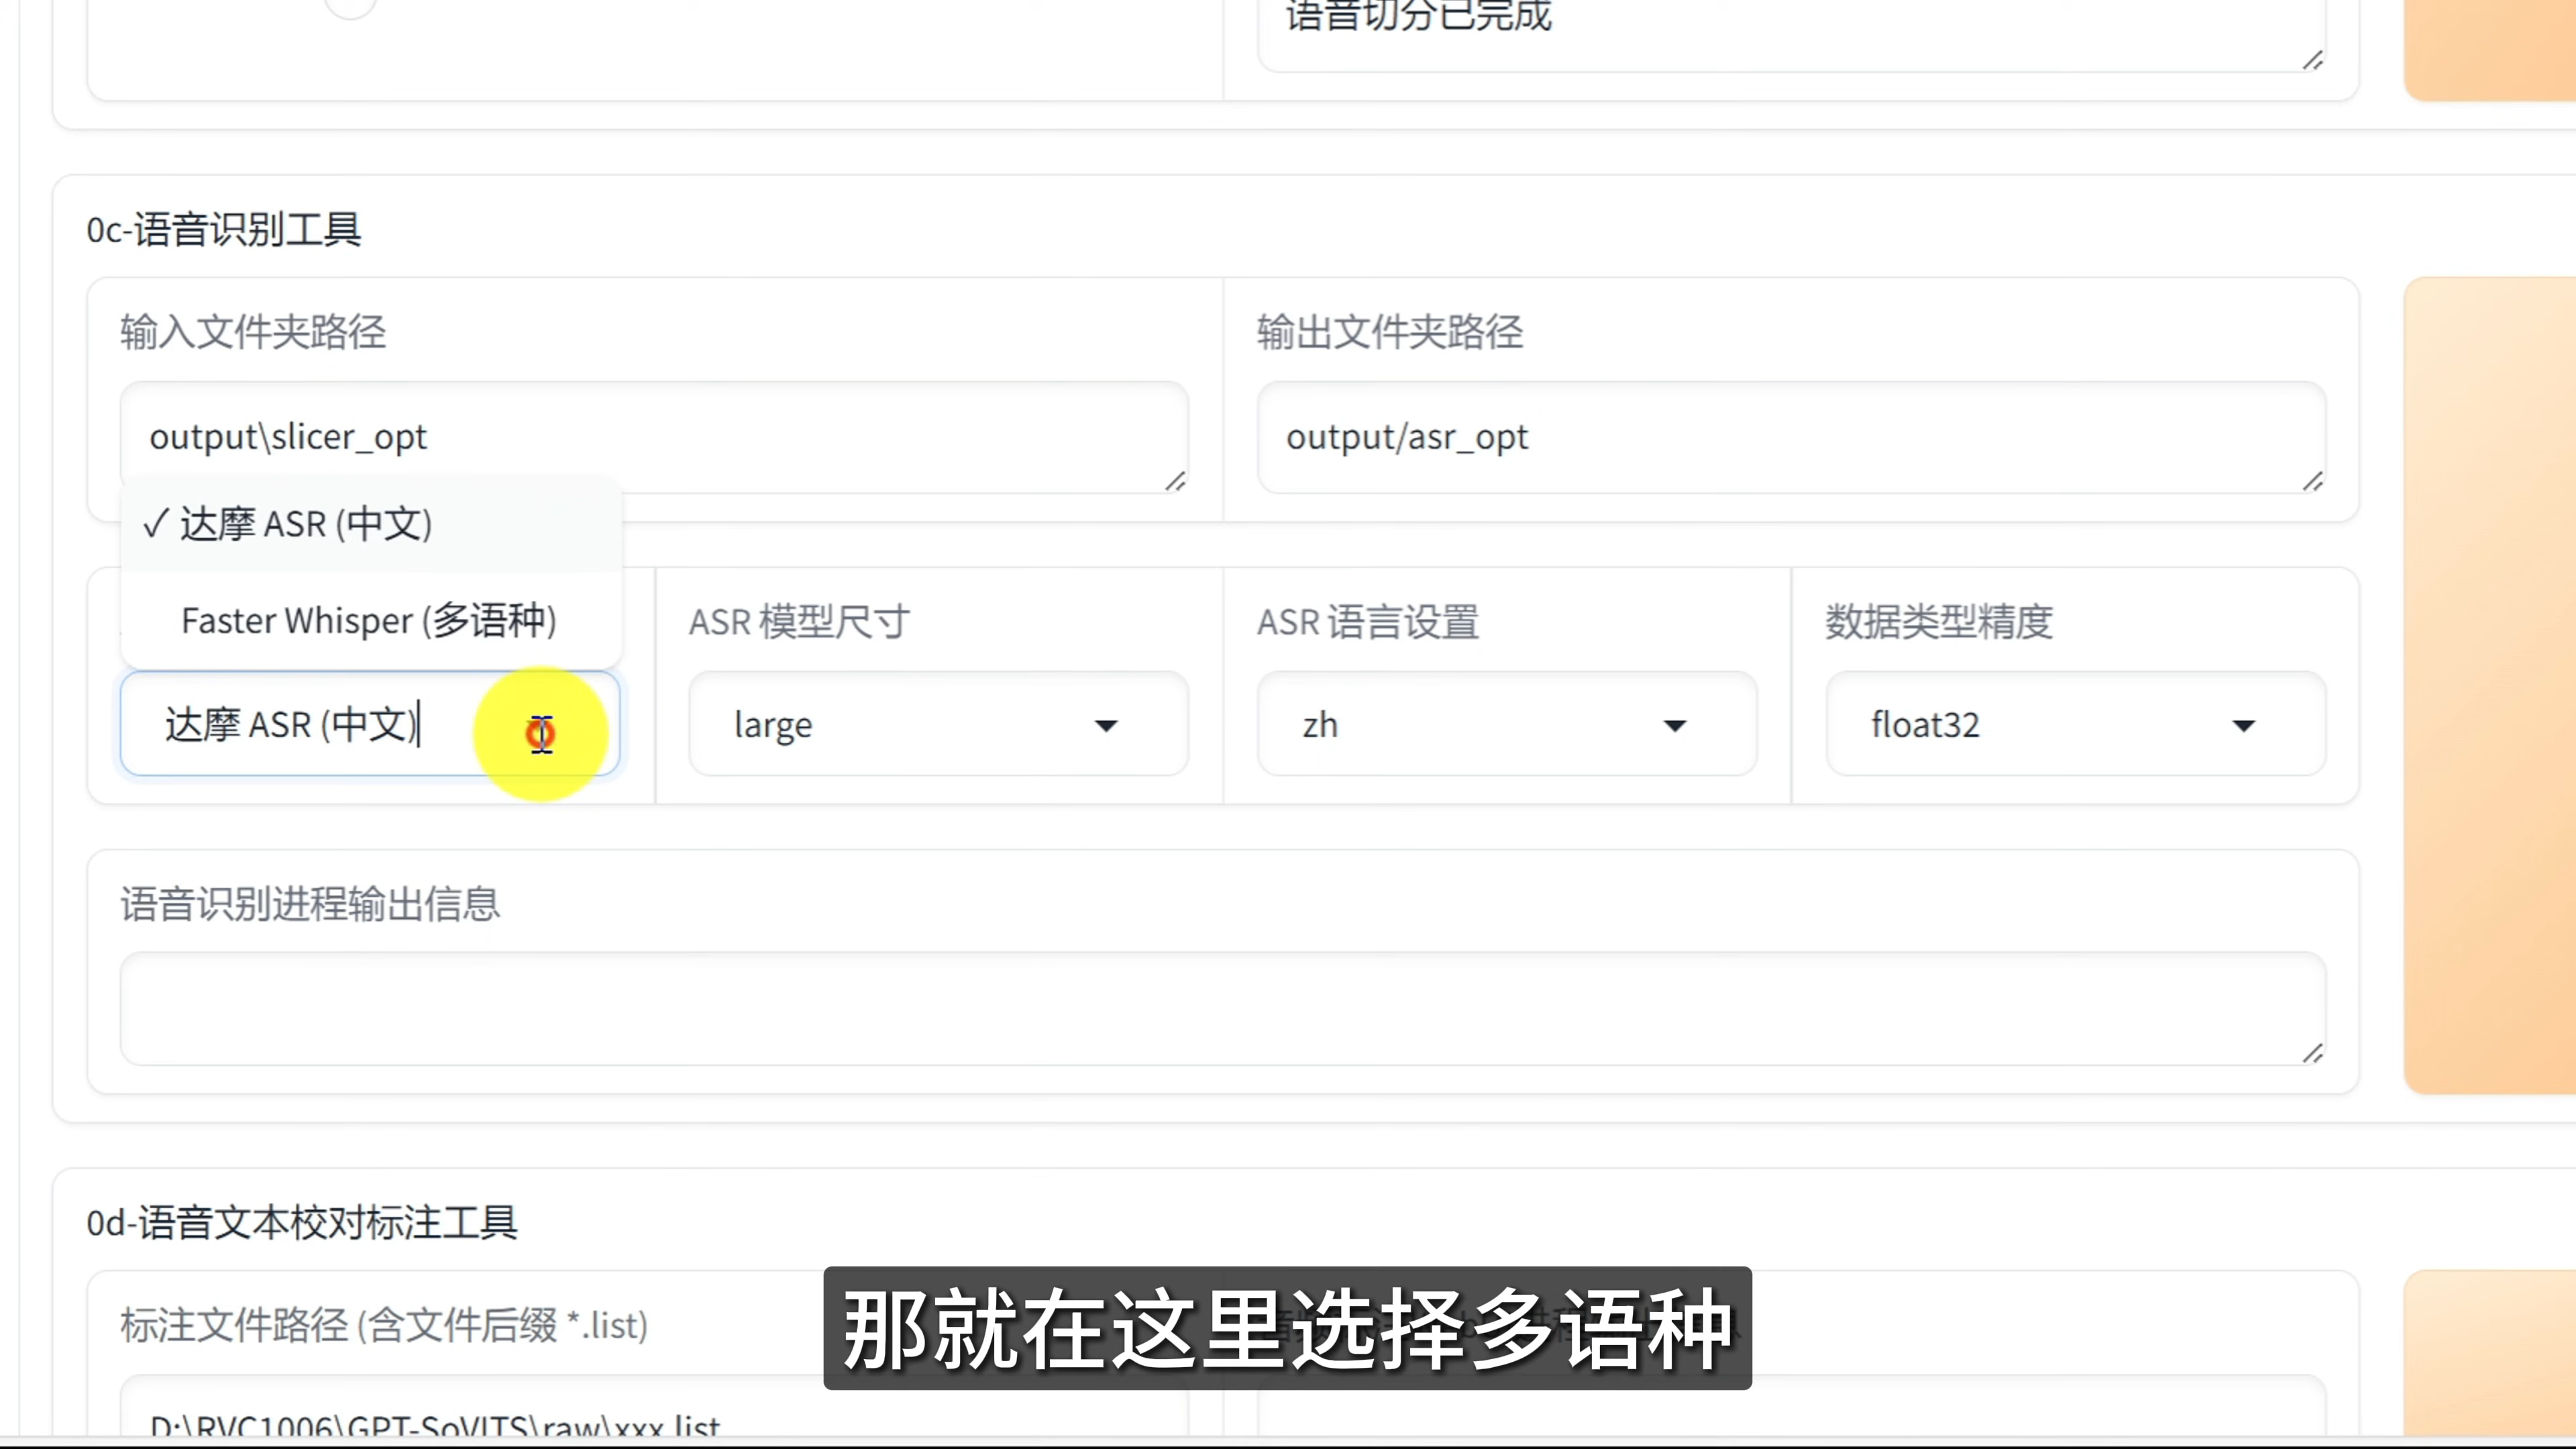 语音切分已完成
0c-语音识别工具
输入文件夹路径
输出文件夹路径
output\slicer_opt
output/asr_opt
✓ 达摩 ASR (中文)
Faster Whisper (多语种)
ASR 模型尺寸
ASR 语言设置
数据类型精度
达摩 ASR (中文)
large
zh
float32
语音识别进程输出信息
0d-语音文本校对标注工具
标注文件路径 (含文件后缀 *.list)
那就在这里选择多语种
D:\RVC1006\GPT-SoVITS\raw\xxx.list